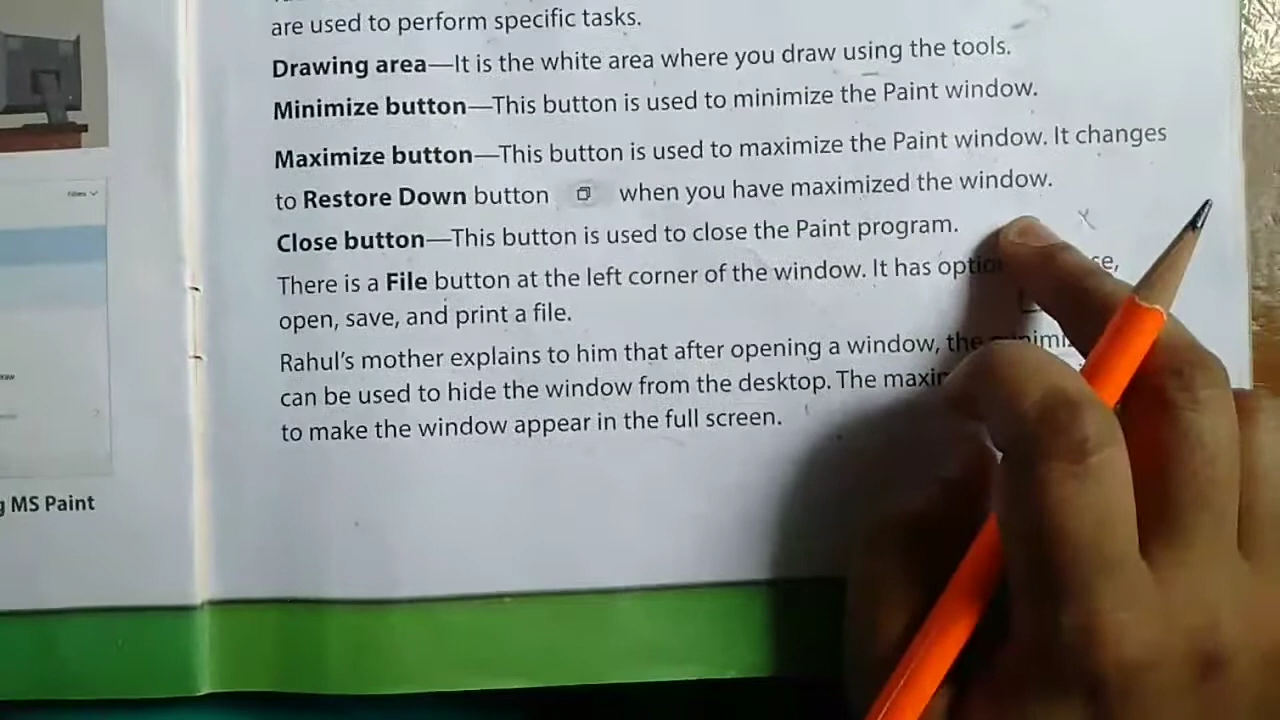 are used to perform specific tasks.
Drawing area—It is the white area where you draw using the tools.
Minimize button—This button is used to minimize the Paint window.
Maximize button—This button is used to maximize the Paint window. It changes
to Restore Down button when you have maximized the window.
Close button—This button is used to close the Paint program.
There is a File button at the left corner of the window. It has
open, save, and print a file.
Rahul's mother explains to him that after opening a window, the
can be used to hide the window from the desktop. The
to make the window appear in the full screen.
Filters
MS Paint